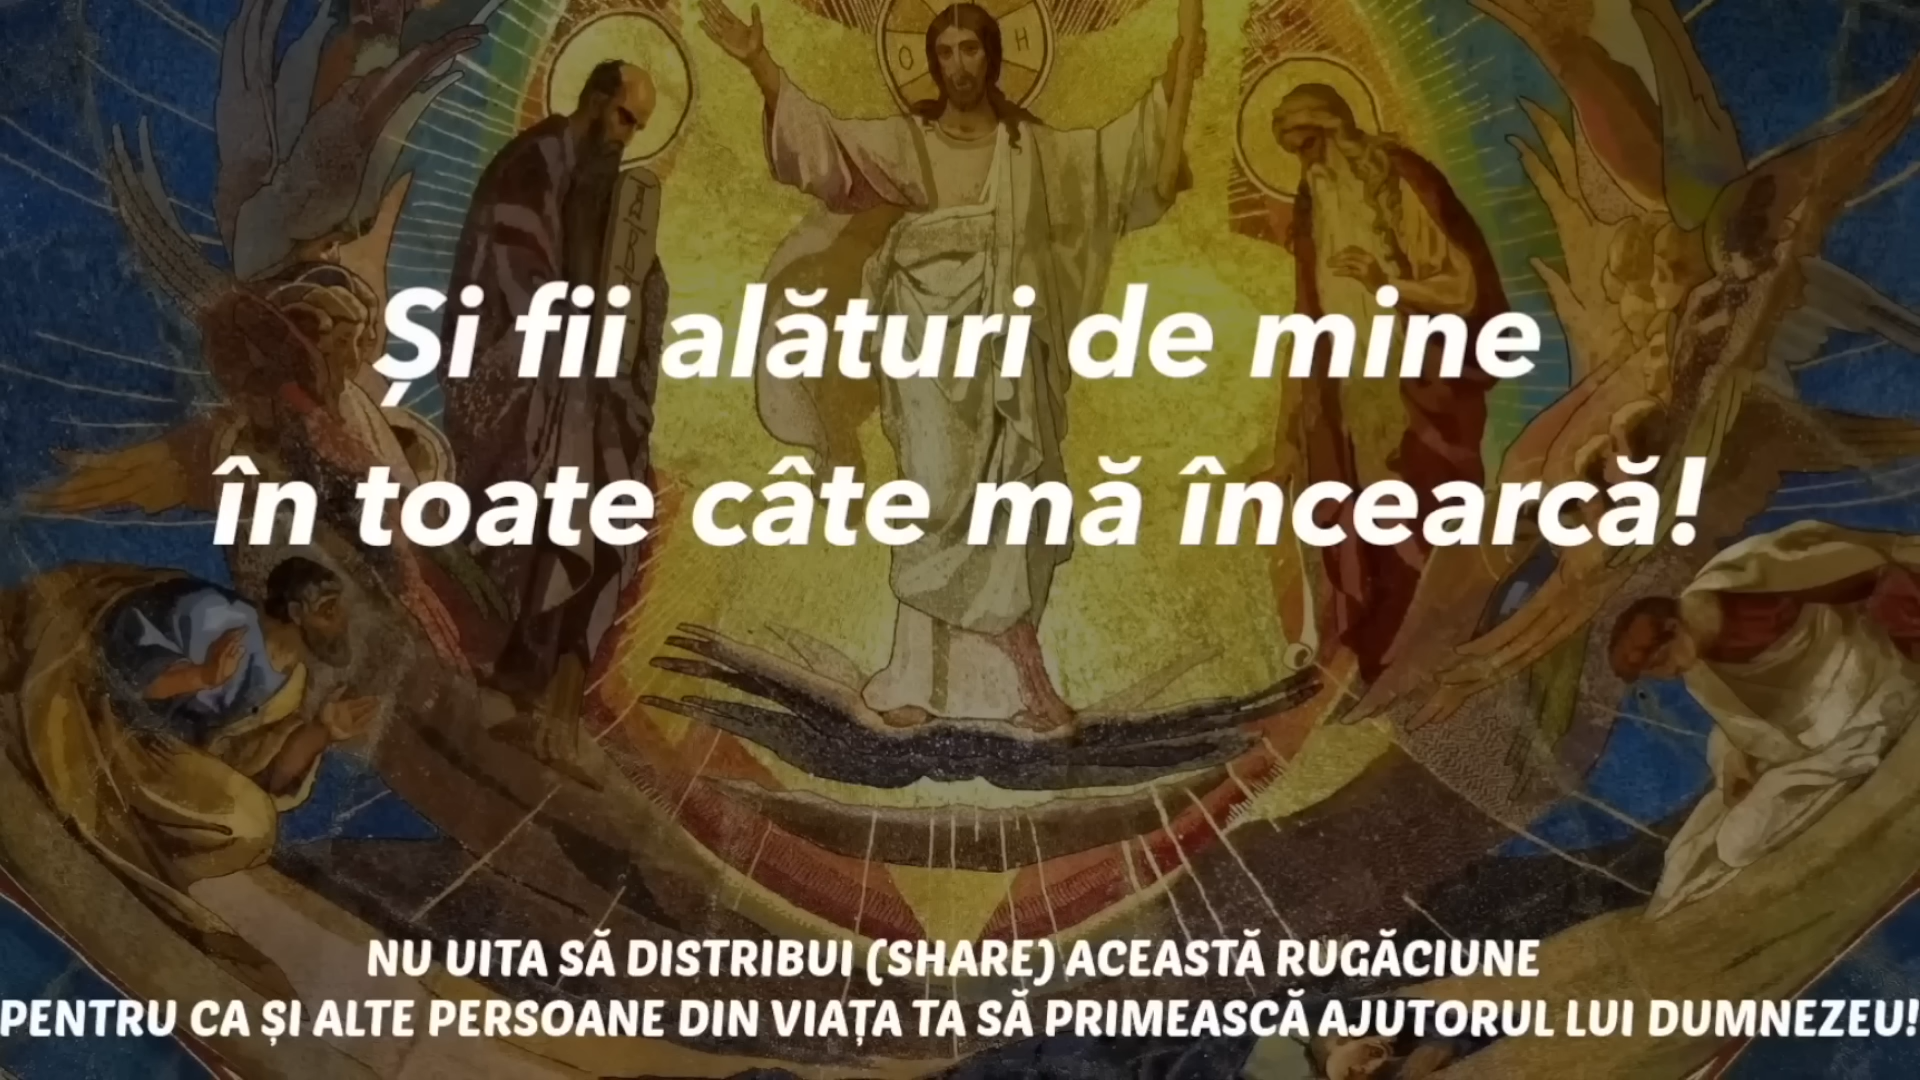 Și fii alături de mine
în toate câte mă încearcă!
NU UITA SĂ DISTRIBUI (SHARE) ACEASTĂ RUGĂCIUNE
PENTRU CA ȘI ALTE PERSOANE DIN VIAȚA TA SĂ PRIMEASCĂ AJUTORUL LUI DUMNEZEU!